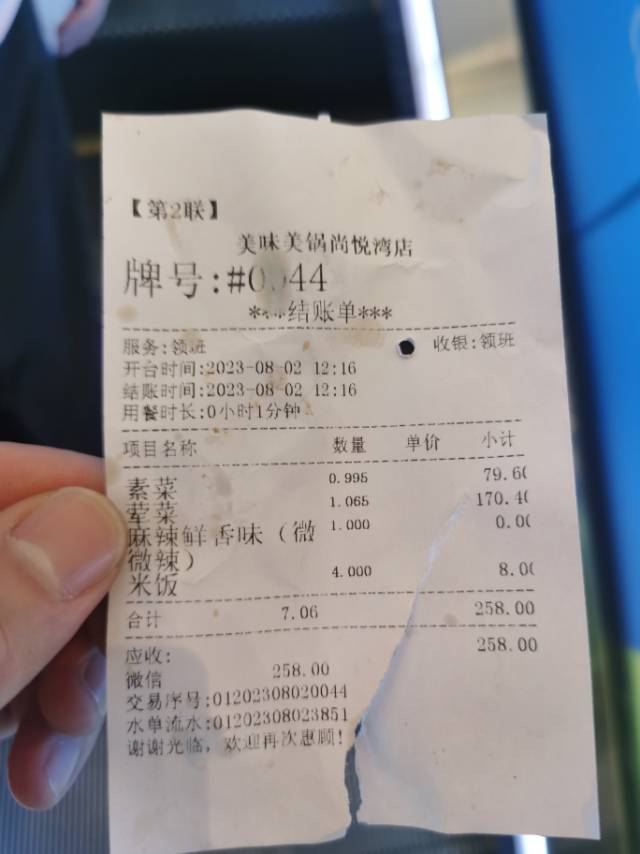 【第2联】
美味美锅尚悦湾店
牌号:#0044
***结账单***
服务:领班 收银:领班
开台时间:2023-08-02 12:16
结账时间:2023-08-02 12:16
用餐时长:0小时1分钟
项目名称 数量 单价 小计
素菜 0.995 79.60
荤菜 1.065 170.40
麻辣鲜香味（微 1.000 0.00
微辣）
米饭 4.000 8.00
合计 7.06 258.00
应收: 258.00
微信 258.00
交易序号:01202308020044
水单流水:01202308023851
谢谢光临，欢迎再次惠顾!